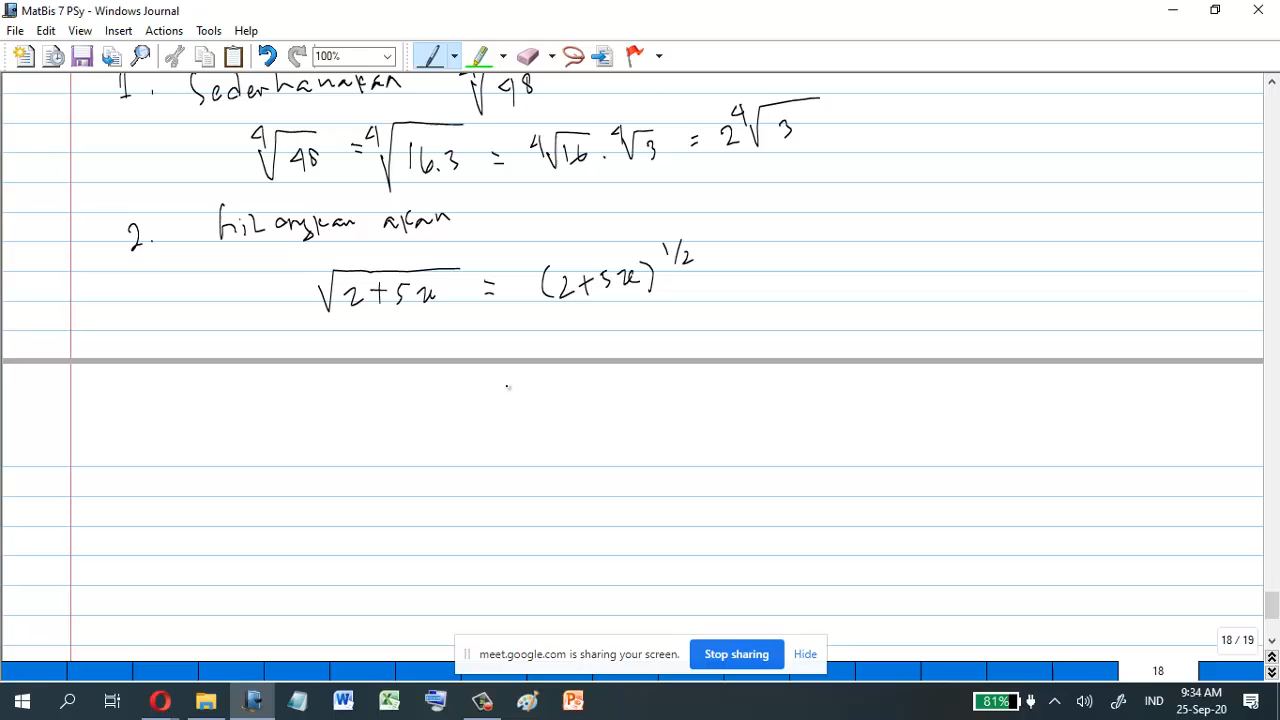 MatBis 7 PSy - Windows Journal
File Edit View Insert Actions Tools Help
100%
1. Sederhanakan ⁴√48
⁴√48 = ⁴√16.3 = ⁴√16 . ⁴√3 = 2 ⁴√3
2. hilangkan akan
√2+5x = (2+5x)^1/2
18 / 19
meet.google.com is sharing your screen. Stop sharing Hide
18
81% IND 9:34 AM
25-Sep-20